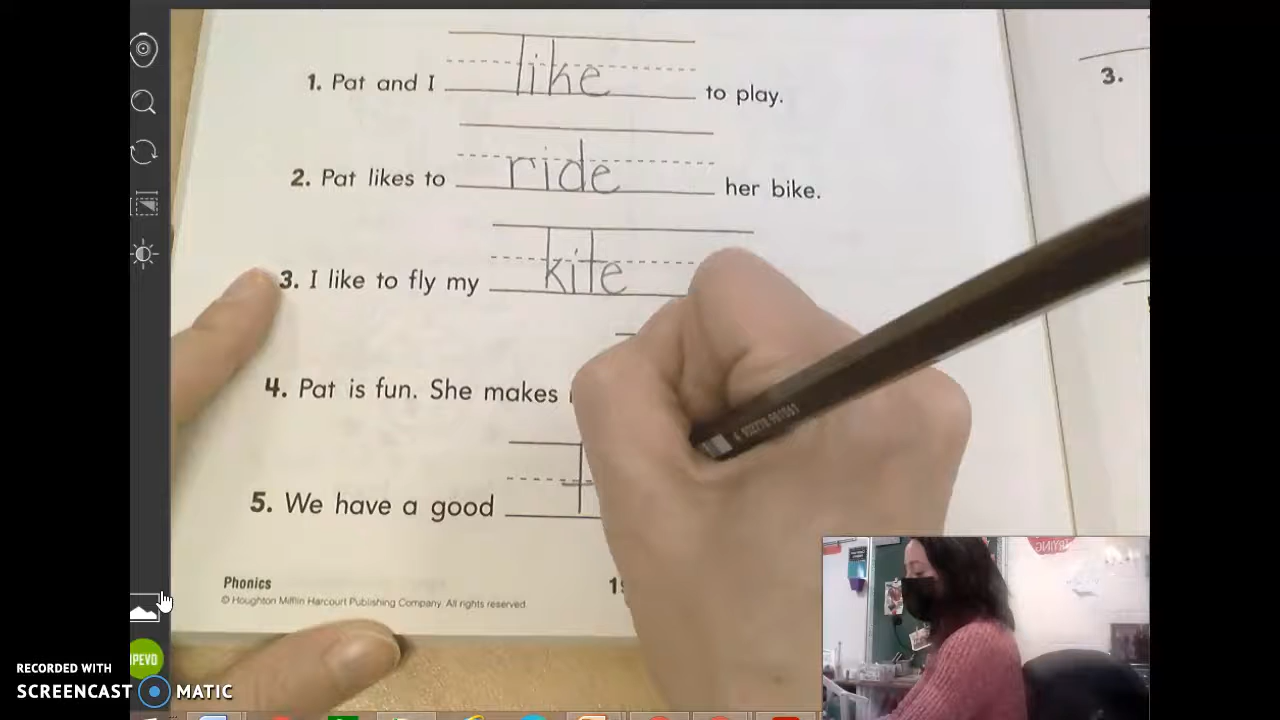 3.
1. Pat and I like to play.
2. Pat likes to ride her bike.
3. I like to fly my kite
4. Pat is fun. She makes
5. We have a good t
Phonics
© Houghton Mifflin Harcourt Publishing Company. All rights reserved.
TRYING
IPEVO
RECORDED WITH
SCREENCAST MATIC